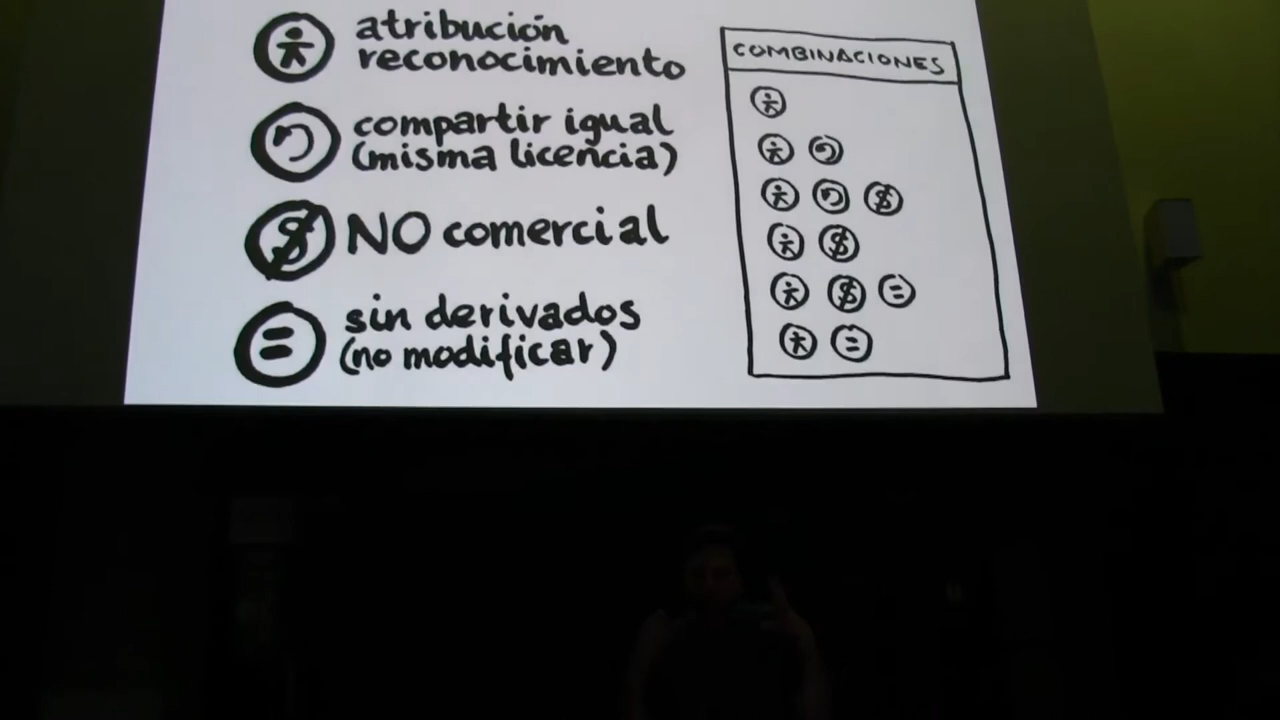 atribución
reconocimiento
compartir igual
(misma licencia)
NO comercial
sin derivados
(no modificar)
COMBINACIONES